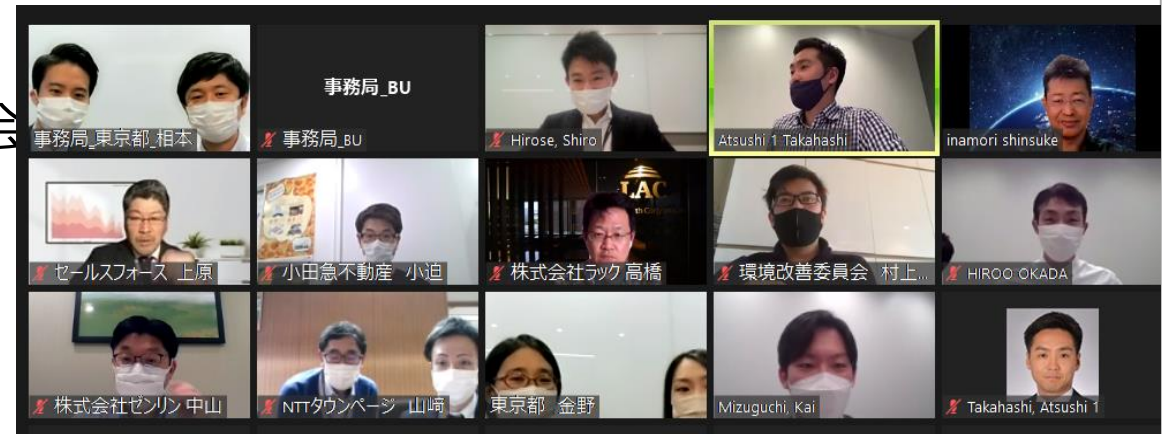 会
事務局_東京都_相本
事務局_BU
事務局_BU
Hirose, Shiro
Atsushi 1 Takahashi
inamori shinsuke
セールスフォース 上原
小田急不動産 小迫
LAC
株式会社ラック 高橋
環境改善委員会 村上...
HIROO OKADA
株式会社ゼンリン 中山
NTTタウンページ 山﨑
東京都 金野
Mizuguchi, Kai
Takahashi, Atsushi 1